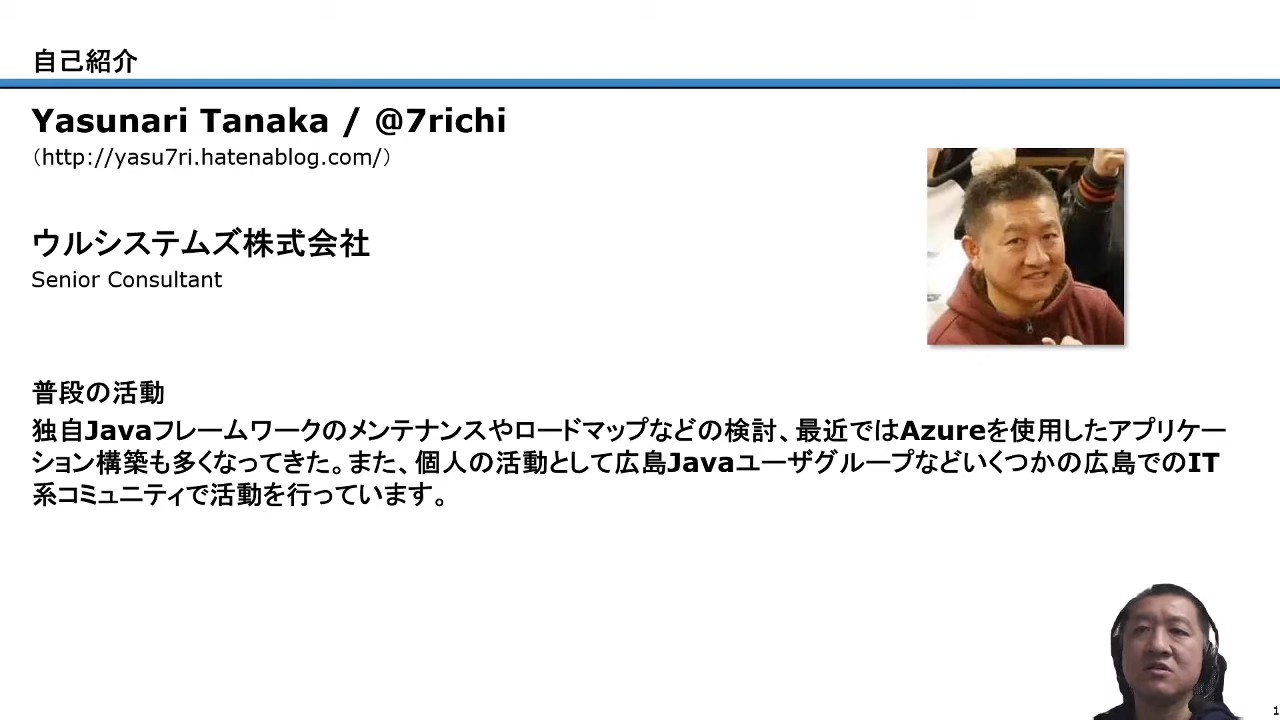 自己紹介
Yasunari Tanaka / @7richi
（http://yasu7ri.hatenablog.com/）
ウルシステムズ株式会社
Senior Consultant
普段の活動
独自Javaフレームワークのメンテナンスやロードマップなどの検討、最近ではAzureを使用したアプリケー
ション構築も多くなってきた。また、個人の活動として広島Javaユーザグループなどいくつかの広島でのIT
系コミュニティで活動を行っています。
1